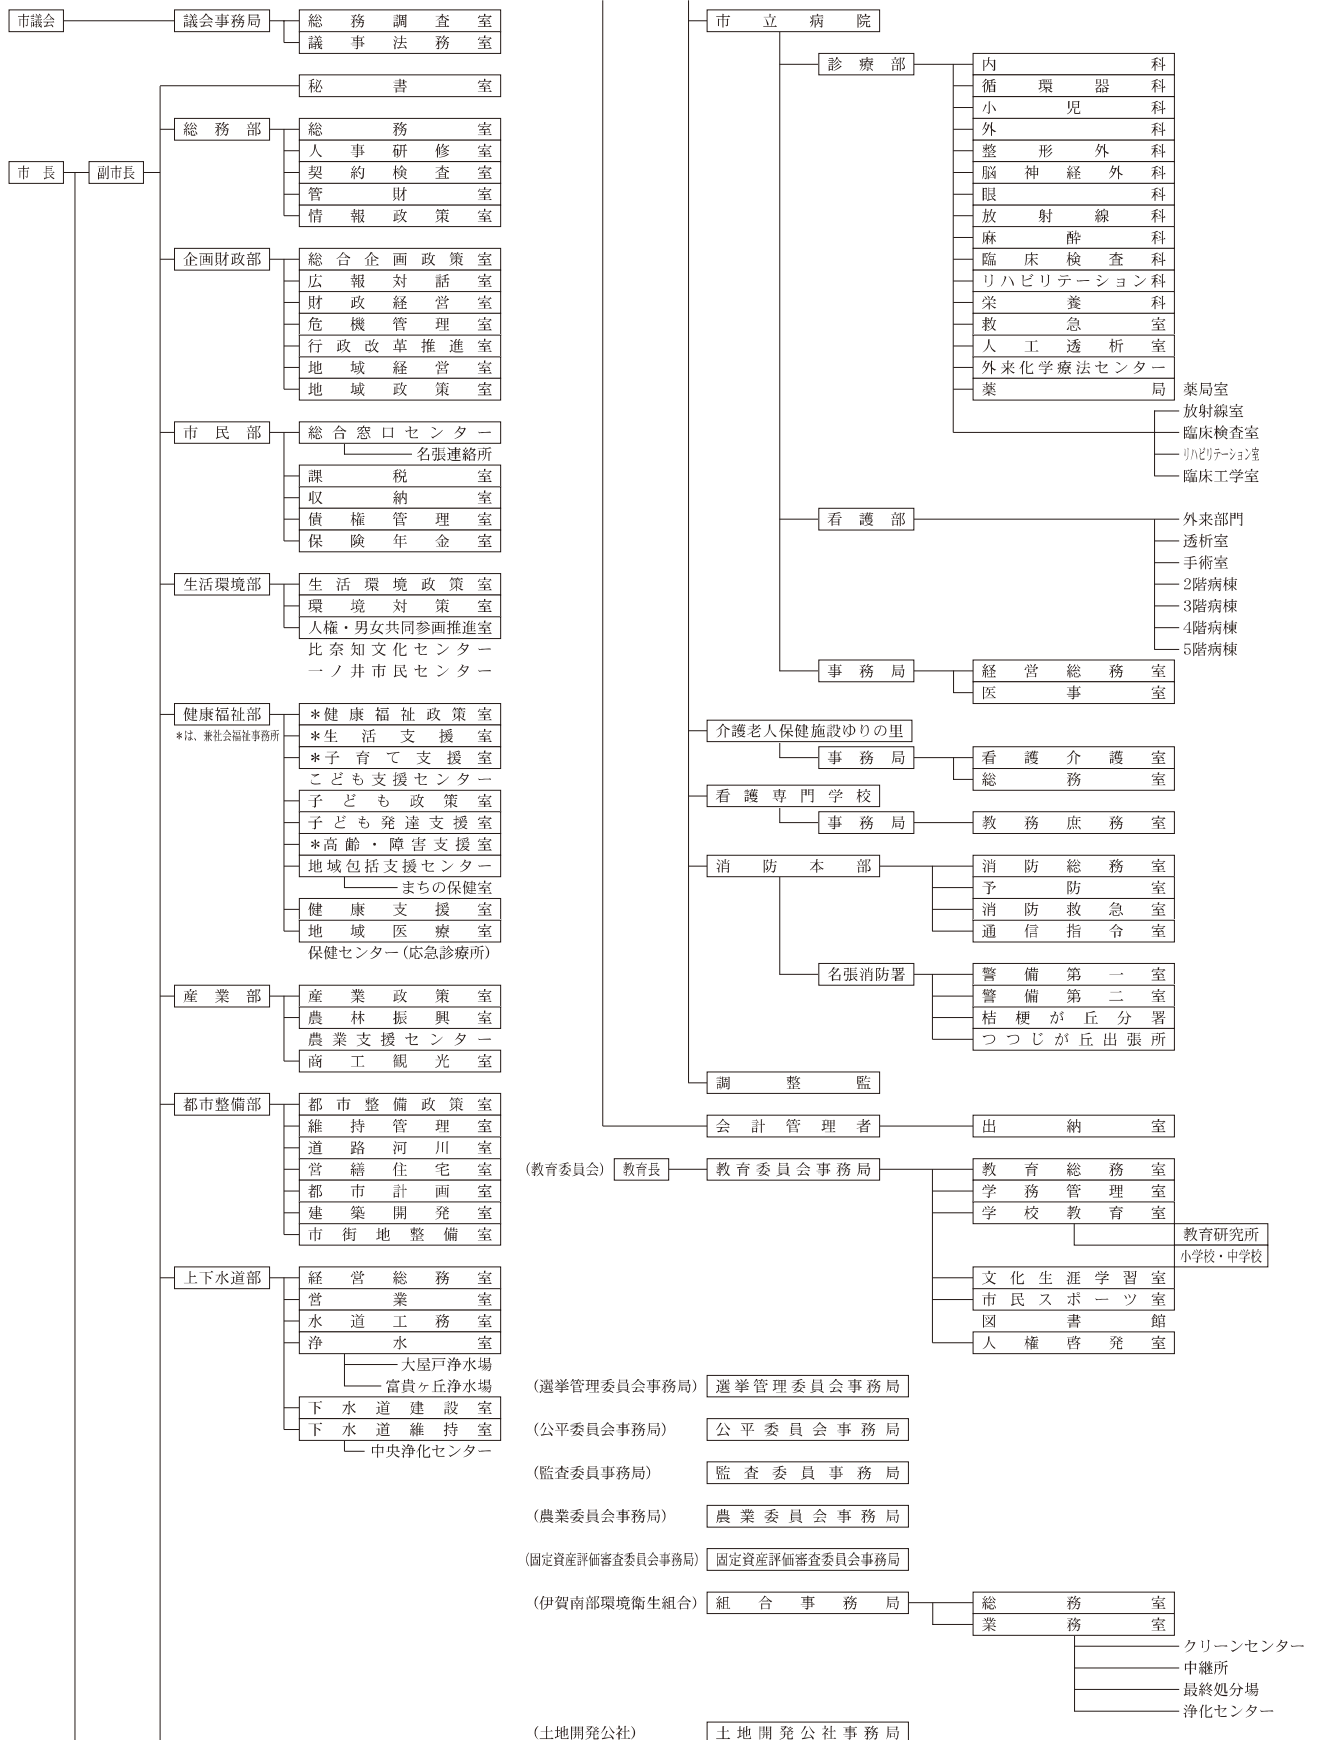 市議会
議会事務局
総務調査室
議事法務室
秘書室
市長
副市長
総務部
総務室
人事研修室
契約検査室
管財室
情報政策室
企画財政部
総合企画政策室
広報対話室
財政経営室
危機管理室
行政改革推進室
地域経営室
地域政策室
市民部
総合窓口センター
名張連絡所
課税室
収納室
債権管理室
保険年金室
生活環境部
生活環境政策室
環境対策室
人権・男女共同参画推進室
比奈知文化センター
一ノ井市民センター
健康福祉部
*は、兼社会福祉事務所
*健康福祉政策室
*生活支援室
*子育て支援室
こども支援センター
子ども政策室
子ども発達支援室
*高齢・障害支援室
地域包括支援センター
まちの保健室
健康支援室
地域医療室
保健センター(応急診療所)
産業部
産業政策室
農林振興室
農業支援センター
商工観光室
都市整備部
都市整備政策室
維持管理室
道路河川室
営繕住宅室
都市計画室
建築開発室
市街地整備室
上下水道部
経営総務室
営業室
水道工務室
浄水室
大屋戸浄水場
富貴ヶ丘浄水場
下水道建設室
下水道維持室
中央浄化センター
市立病院
診療部
内科
循環器科
小児科
外科
整形外科
脳神経外科
眼科
放射線科
麻酔科
臨床検査科
リハビリテーション科
栄養科
救急室
人工透析室
外来化学療法センター
薬局
薬局室
放射線室
臨床検査室
リハビリテーション室
臨床工学室
看護部
外来部門
透析室
手術室
2階病棟
3階病棟
4階病棟
5階病棟
事務局
経営総務室
医事室
介護老人保健施設ゆりの里
事務局
看護介護室
総務室
看護専門学校
事務局
教務庶務室
消防本部
消防総務室
予防室
消防救急室
通信指令室
名張消防署
警備第一室
警備第二室
桔梗が丘分署
つつじが丘出張所
調整監
会計管理者
出納室
(教育委員会)
教育長
教育委員会事務局
教育総務室
学務管理室
学校教育室
教育研究所
小学校・中学校
文化生涯学習室
市民スポーツ室
図書館
人権啓発室
(選挙管理委員会事務局)
選挙管理委員会事務局
(公平委員会事務局)
公平委員会事務局
(監査委員事務局)
監査委員事務局
(農業委員会事務局)
農業委員会事務局
(固定資産評価審査委員会事務局)
固定資産評価審査委員会事務局
(伊賀南部環境衛生組合)
組合事務局
総務室
業務室
クリーンセンター
中継所
最終処分場
浄化センター
(土地開発公社)
土地開発公社事務局